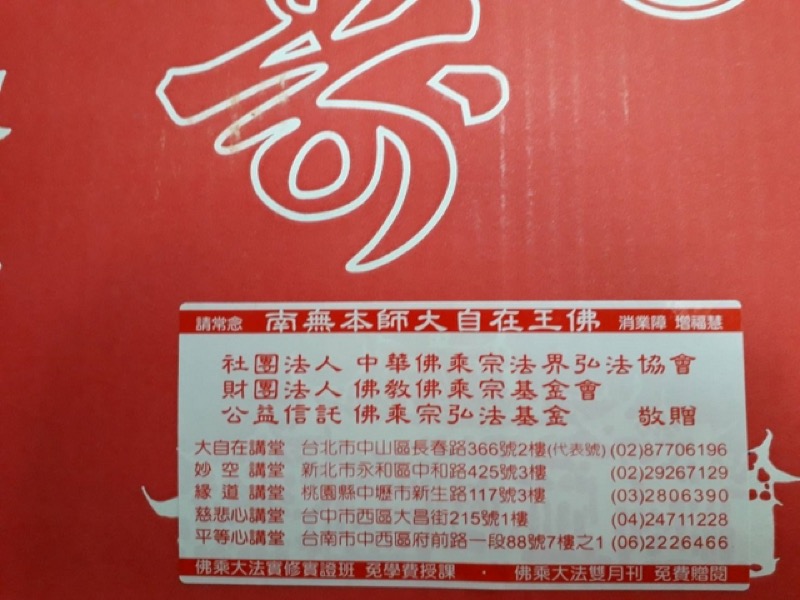 請常念 南無本師大自在王佛 消業障 增福慧
社團法人 中華佛乘宗法界弘法協會
財團法人 佛教佛乘宗基金會
公益信託 佛乘宗弘法基金 敬贈
大自在講堂 台北市中山區長春路366號2樓(代表號) (02)87706196
妙空講堂 新北市永和區中和路425號3樓 (02)29267129
緣道講堂 桃園縣中壢市新生路117號3樓 (03)2806390
慈悲心講堂 台中市西區大昌街215號1樓 (04)24711228
平等心講堂 台南市中西區府前路一段88號7樓之1 (06)2226466
佛乘大法實修實證班 免學費授課 · 佛乘大法雙月刊 免費贈閱